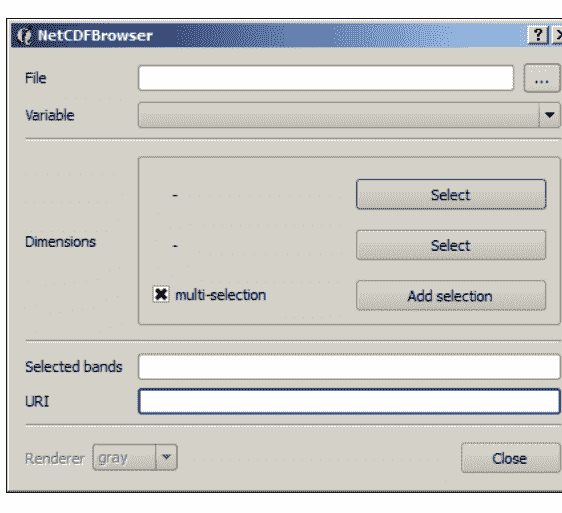 NetCDFBrowser
File ...
Variable
- Select
Dimensions - Select
multi-selection Add selection
Selected bands
URI
Renderer gray Close